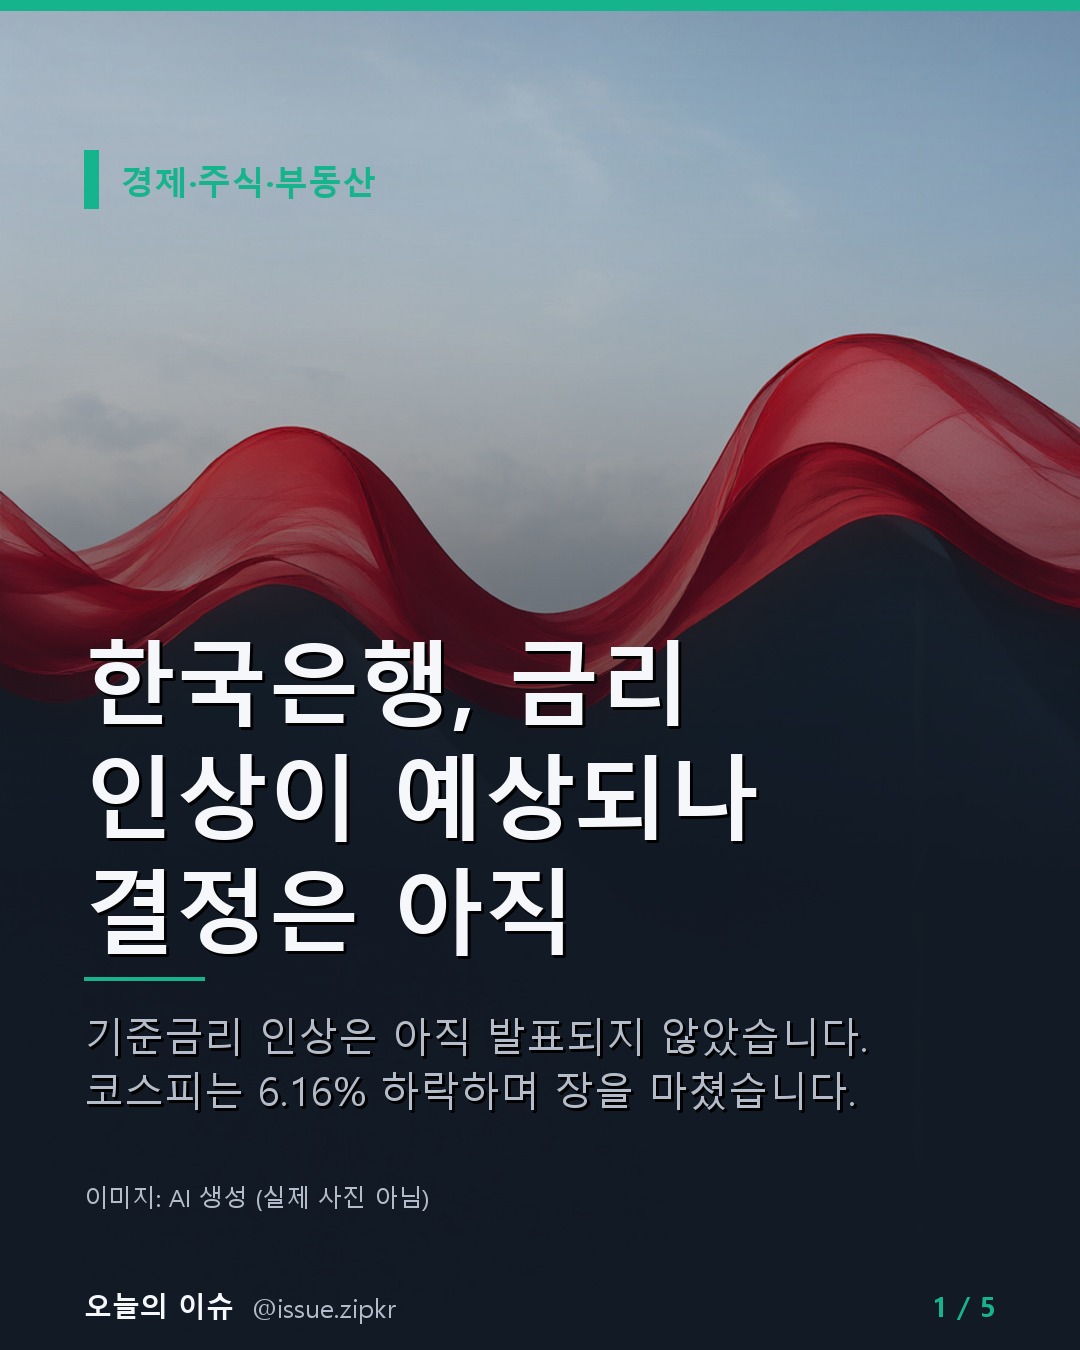 경제·주식·부동산
한국은행, 금리
인상이 예상되나
결정은 아직
기준금리 인상은 아직 발표되지 않았습니다.
코스피는 6.16% 하락하며 장을 마쳤습니다.
이미지: AI 생성 (실제 사진 아님)
오늘의 이슈 @issue.zipkr
1 / 5